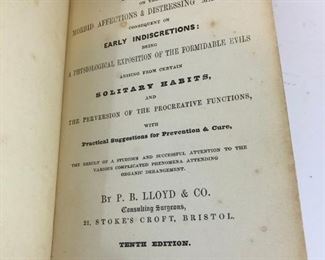 ON THE
MORBID AFFECTIONS & DISTRESSING
CONSEQUENT ON
EARLY INDISCRETIONS:
BEING
A PHYSIOLOGICAL EXPOSITION OF THE FORMIDABLE EVILS
ARISING FROM CERTAIN
SOLITARY HABITS,
AND
THE PERVERSION OF THE PROCREATIVE FUNCTIONS,
WITH
Practical Suggestions for Prevention & Cure,
THE RESULT OF A STUDIOUS AND SUCCESSFUL ATTENTION TO THE
VARIOUS COMPLICATED PHENOMENA ATTENDING
ORGANIC DERANGEMENT.
BY P. B. LLOYD & CO.
Consulting Surgeons,
21, STOKE'S CROFT, BRISTOL.
TENTH EDITION.